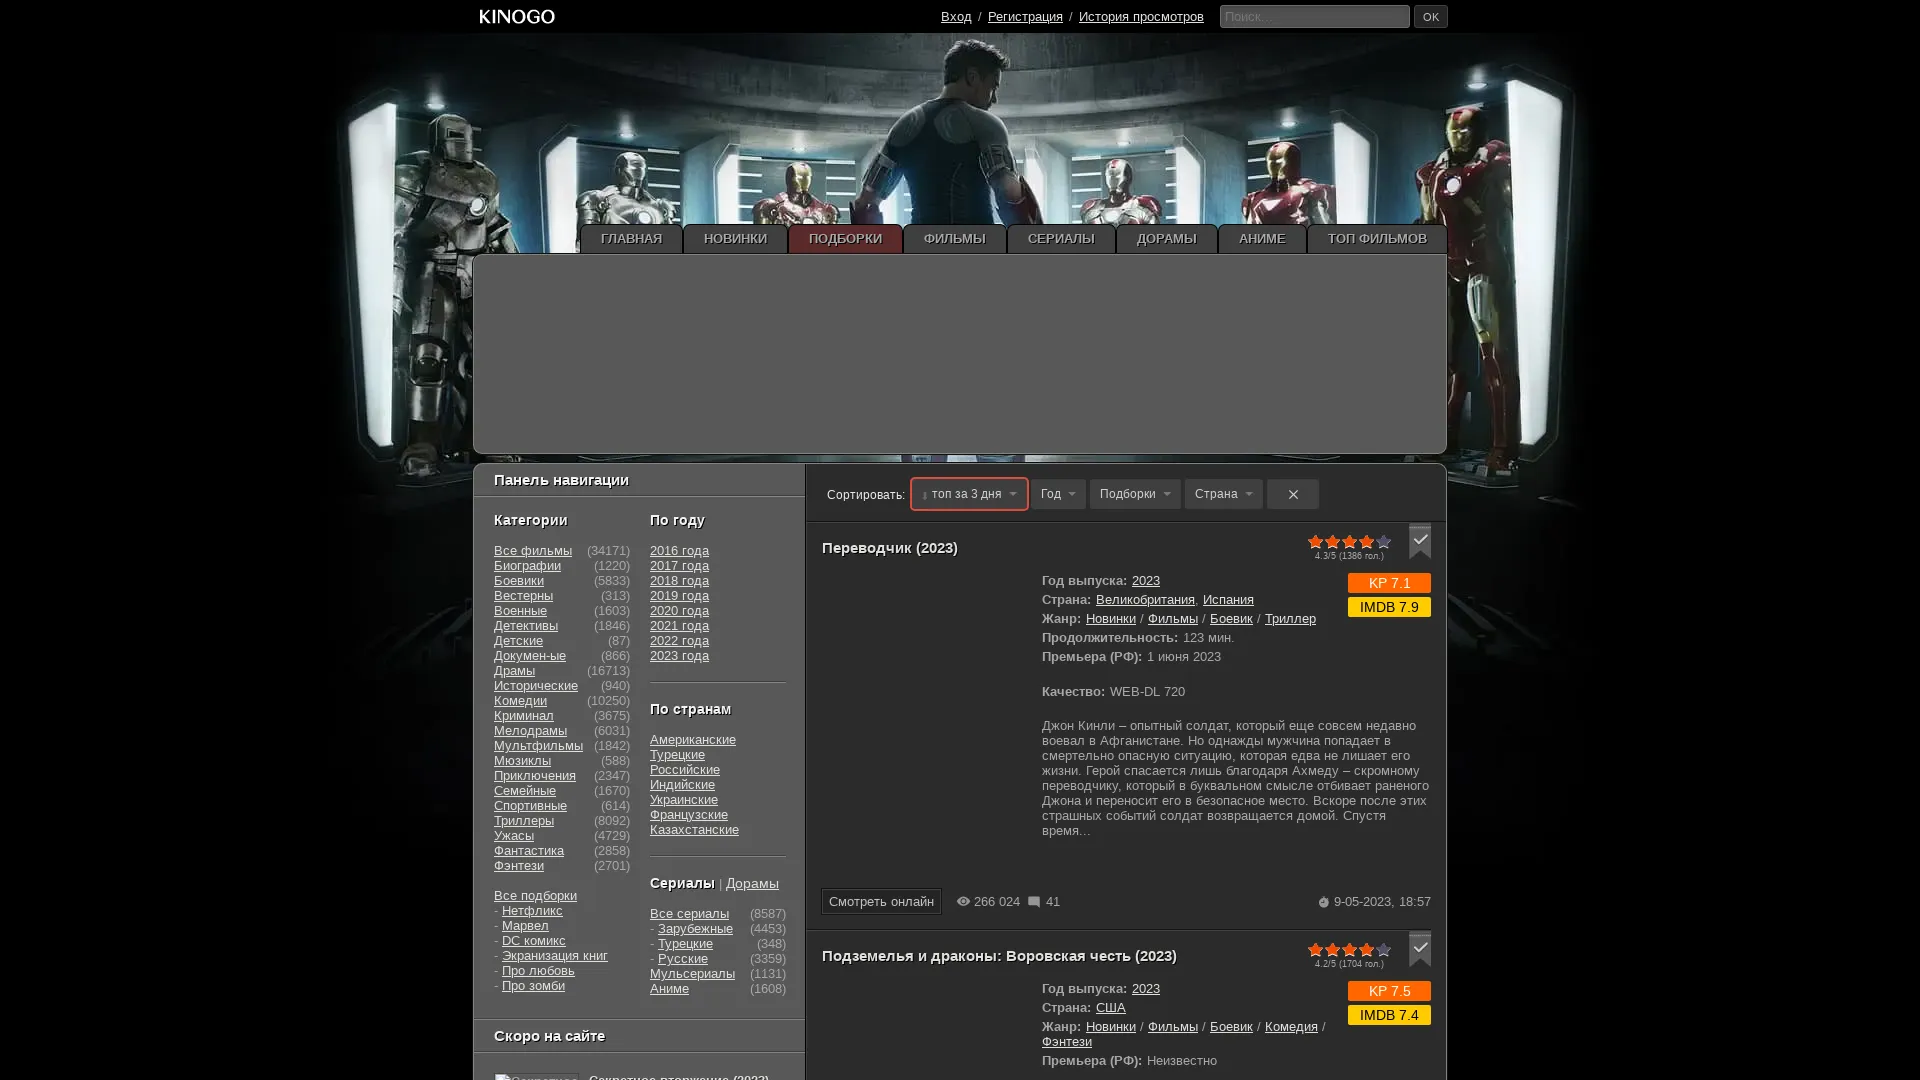 KINOGO
Вход / Регистрация / История просмотров
Поиск...
OK
ГЛАВНАЯ
НОВИНКИ
ПОДБОРКИ
ФИЛЬМЫ
СЕРИАЛЫ
ДОРАМЫ
АНИМЕ
ТОП ФИЛЬМОВ
Панель навигации
Категории
Все фильмы (34171)
Биографии (1220)
Боевики (5833)
Вестерны (313)
Военные (1603)
Детективы (1846)
Детские (87)
Докумен-ые (866)
Драмы (16713)
Исторические (940)
Комедии (10250)
Криминал (3675)
Мелодрамы (6031)
Мультфильмы (1842)
Мюзиклы (588)
Приключения (2347)
Семейные (1670)
Спортивные (614)
Триллеры (8092)
Ужасы (4729)
Фантастика (2858)
Фэнтези (2701)
Все подборки
- Нетфликс
- Марвел
- DC комикс
- Экранизация книг
- Про любовь
- Про зомби
По году
2016 года
2017 года
2018 года
2019 года
2020 года
2021 года
2022 года
2023 года
По странам
Американские
Турецкие
Российские
Индийские
Украинские
Французские
Казахстанские
Сериалы | Дорамы
Все сериалы (8587)
- Зарубежные (4453)
- Турецкие (348)
- Русские (3359)
Мульсериалы (1131)
Аниме (1608)
Скоро на сайте
Секретное вторжение (2023)
Сортировать: ↓ топ за 3 дня
Год
Подборки
Страна
Переводчик (2023)
4.3/5 (1386 гол.)
KP 7.1
IMDB 7.9
Год выпуска: 2023
Страна: Великобритания, Испания
Жанр: Новинки / Фильмы / Боевик / Триллер
Продолжительность: 123 мин.
Премьера (РФ): 1 июня 2023
Качество: WEB-DL 720
Джон Кинли – опытный солдат, который еще совсем недавно
воевал в Афганистане. Но однажды мужчина попадает в
смертельно опасную ситуацию, которая едва не лишает его
жизни. Герой спасается лишь благодаря Ахмеду – скромному
переводчику, который в буквальном смысле отбивает раненого
Джона и переносит его в безопасное место. Вскоре после этих
страшных событий солдат возвращается домой. Спустя
время...
Смотреть онлайн
266 024
41
9-05-2023, 18:57
Подземелья и драконы: Воровская честь (2023)
4.2/5 (1704 гол.)
KP 7.5
IMDB 7.4
Год выпуска: 2023
Страна: США
Жанр: Новинки / Фильмы / Боевик / Комедия /
Фэнтези
Премьера (РФ): Неизвестно